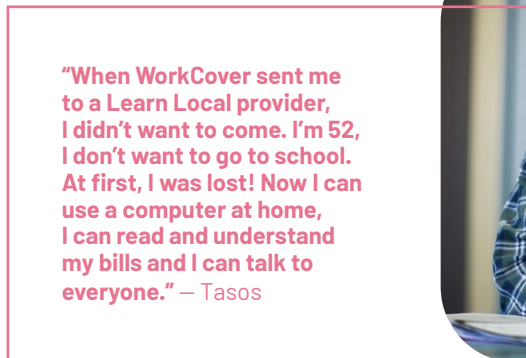 “When WorkCover sent me
to a Learn Local provider,
I didn’t want to come. I’m 52,
I don’t want to go to school.
At first, I was lost! Now I can
use a computer at home,
I can read and understand
my bills and I can talk to
everyone.” — Tasos